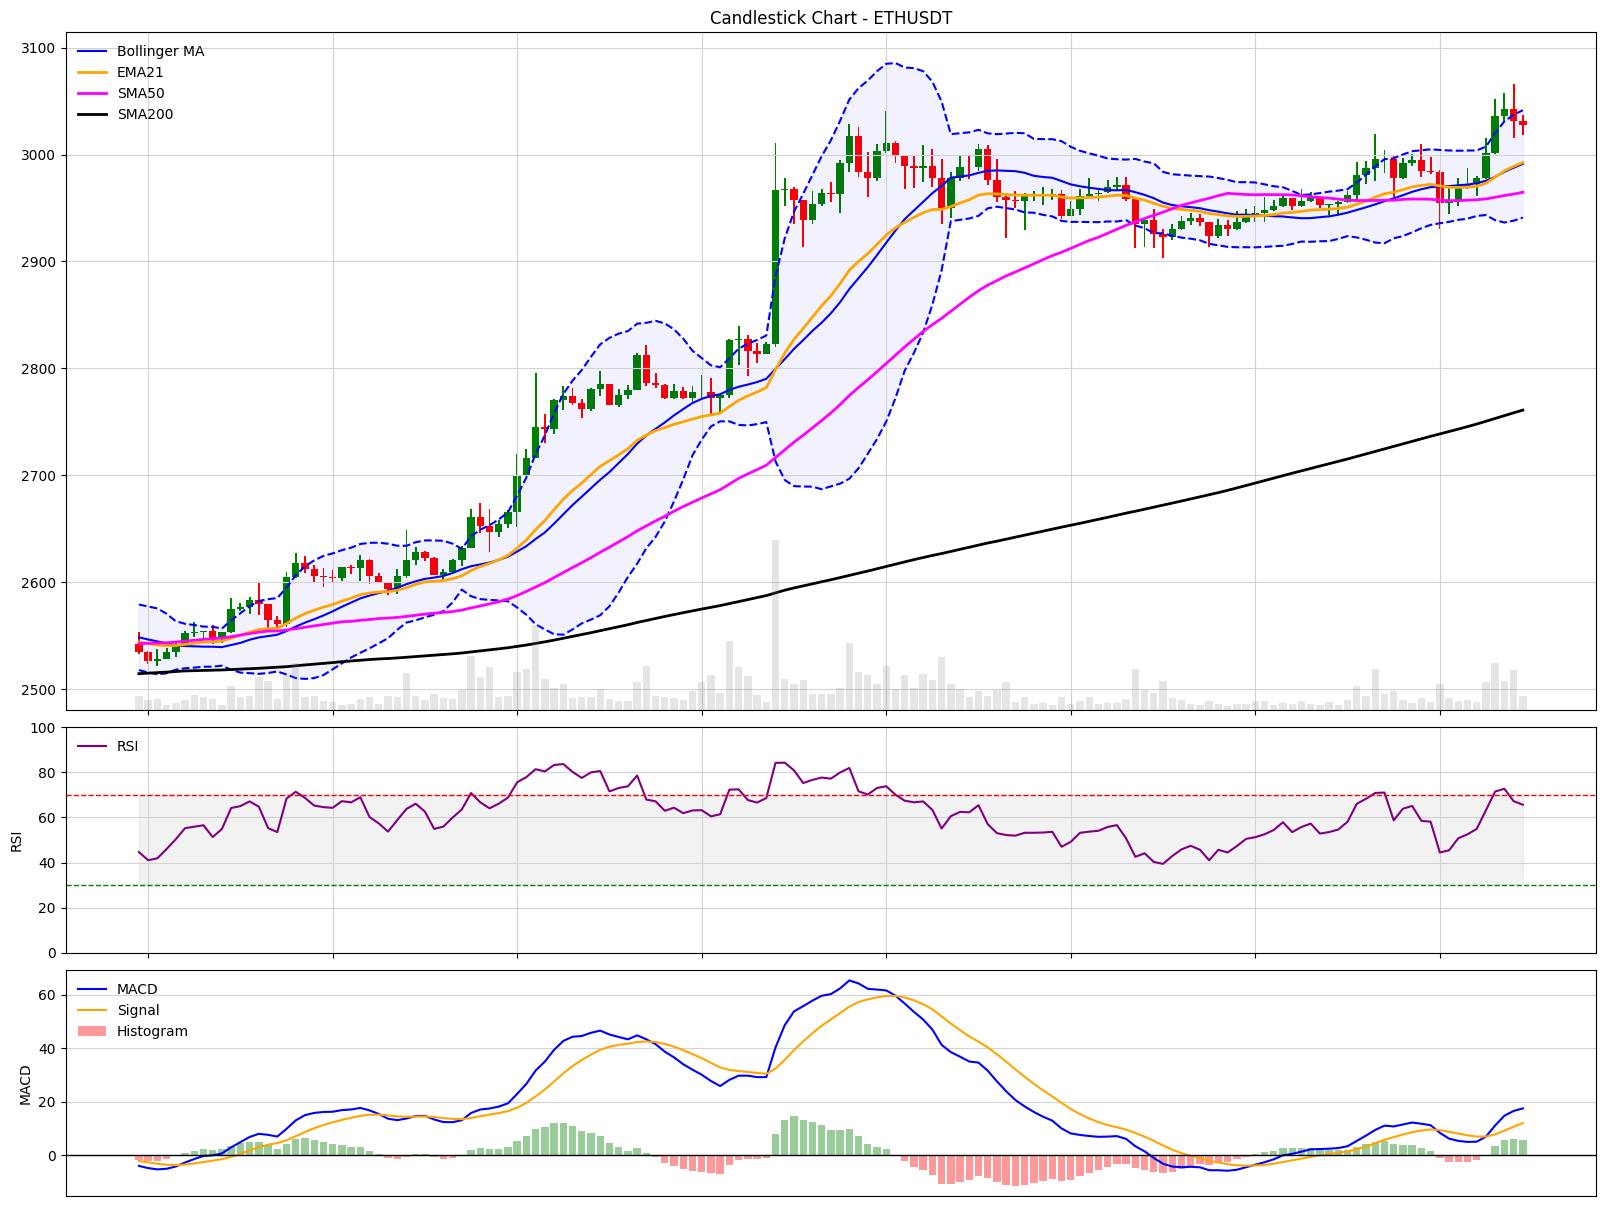 Candlestick Chart - ETHUSDT
3100
3000
2900
2800
2700
2600
2500
Bollinger MA
EMA21
SMA50
SMA200
100
80
60
40
20
0
RSI
RSI
60
40
20
0
MACD
MACD
Signal
Histogram